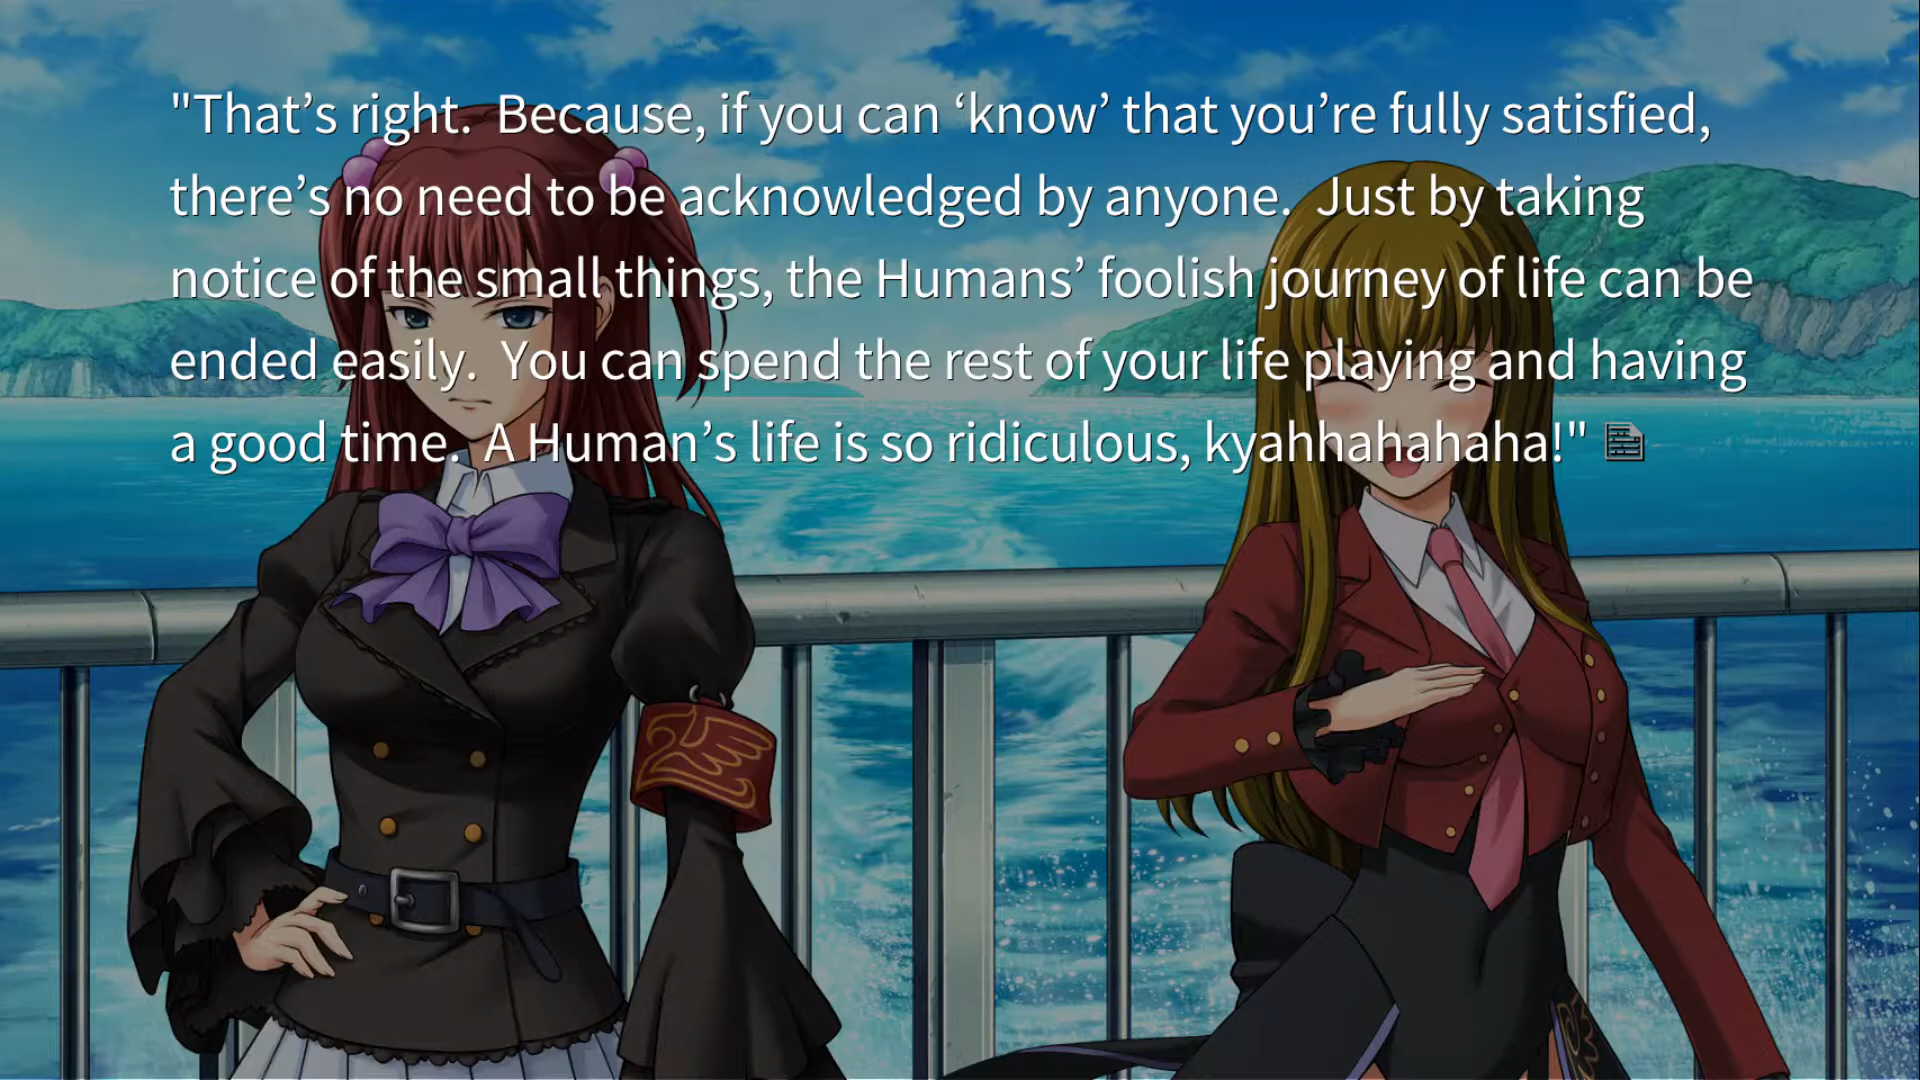 "That’s right.  Because, if you can ‘know’ that you’re fully satisfied,
there’s no need to be acknowledged by anyone.  Just by taking
notice of the small things, the Humans’ foolish journey of life can be
ended easily.  You can spend the rest of your life playing and having
a good time.  A Human’s life is so ridiculous, kyahhahahaha!"